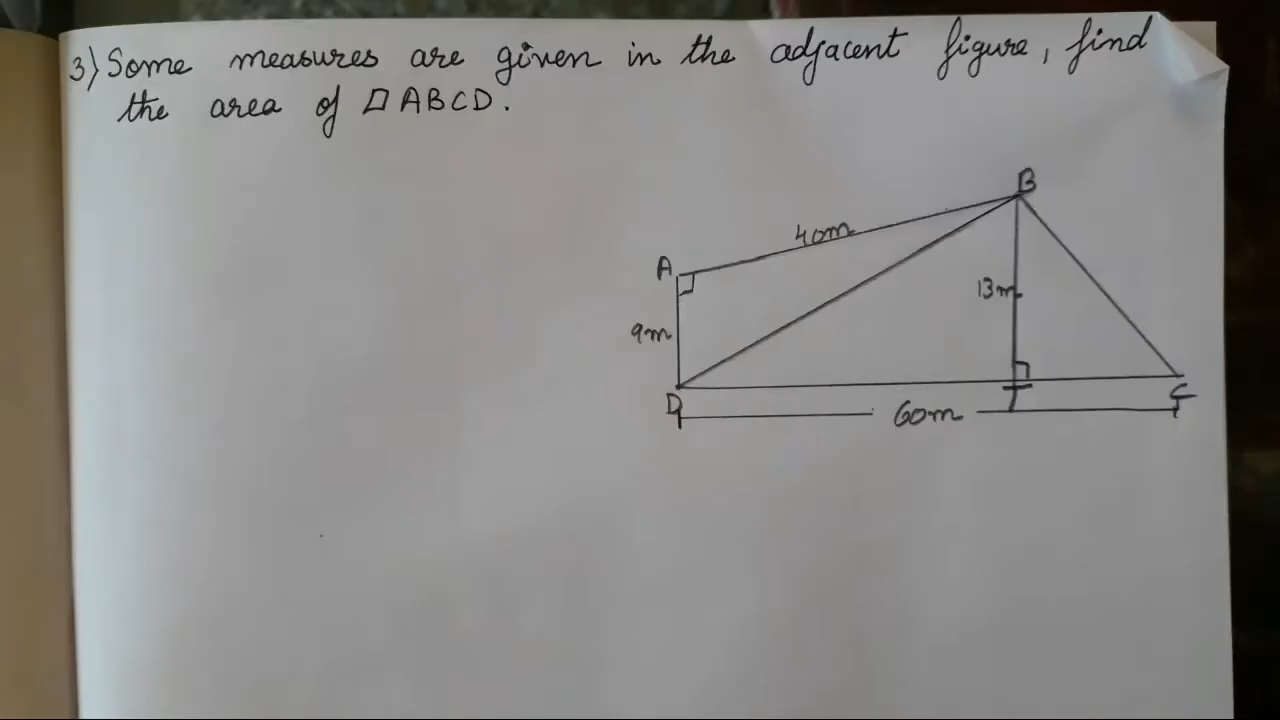 3) Some measures are given in the adjacent figure, find
the area of □ABCD.
B
40m
A
13m
9m
D
C
60m
T